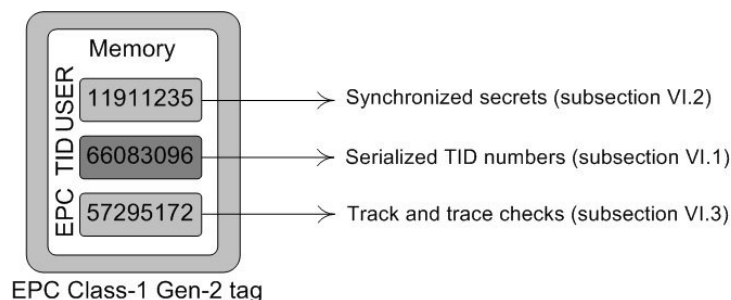 Memory
USER 11911235 Synchronized secrets (subsection VI.2)
TID 66083096 Serialized TID numbers (subsection VI.1)
EPC 57295172 Track and trace checks (subsection VI.3)
EPC Class-1 Gen-2 tag